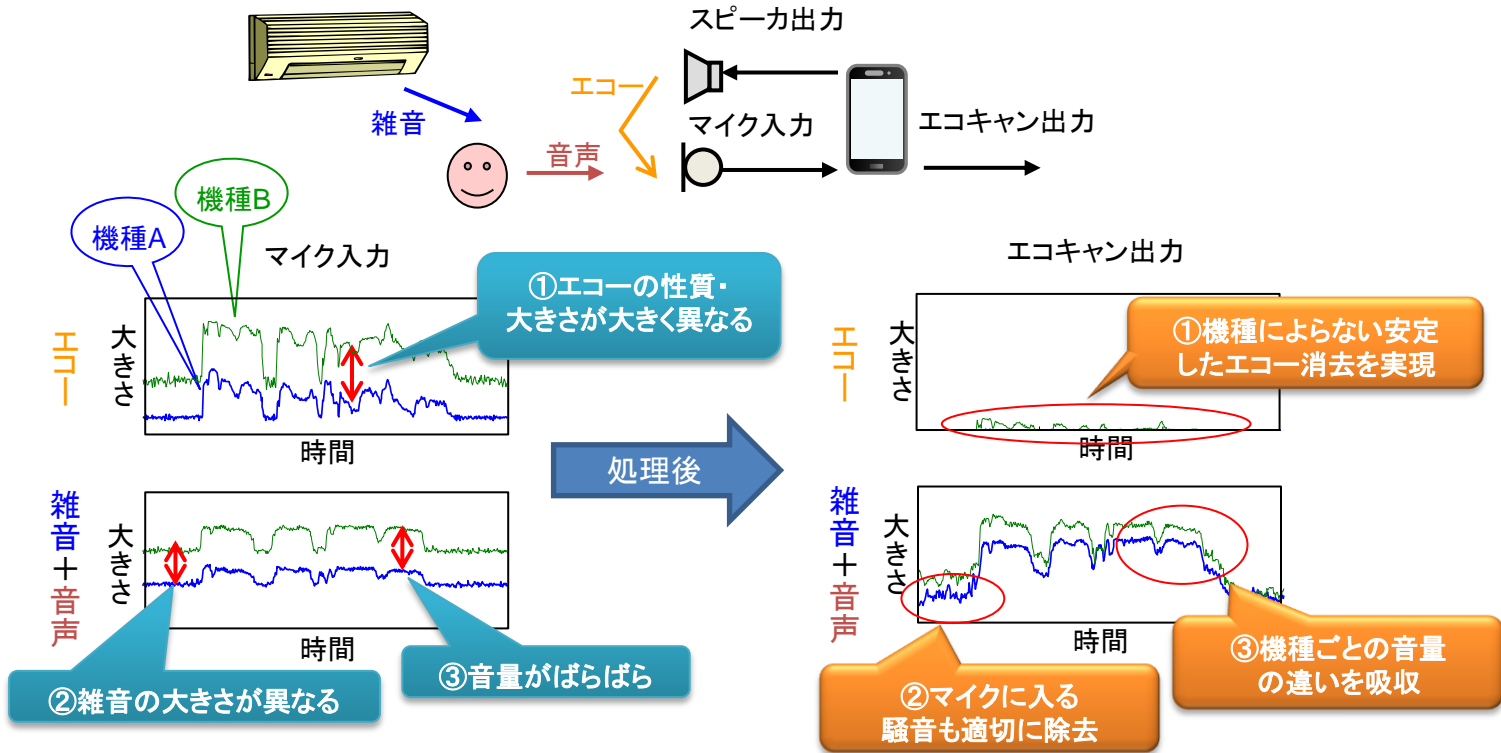 スピーカ出力
エコー
雑音
マイク入力
エコキャン出力
音声
機種B
機種A
マイク入力
①エコーの性質・
大きさが大きく異なる
エコー
大きさ
時間
雑音+音声
大きさ
時間
②雑音の大きさが異なる
③音量がばらばら
処理後
エコキャン出力
①機種によらない安定
したエコー消去を実現
エコー
大きさ
時間
雑音+音声
大きさ
時間
②マイクに入る
騒音も適切に除去
③機種ごとの音量
の違いを吸収